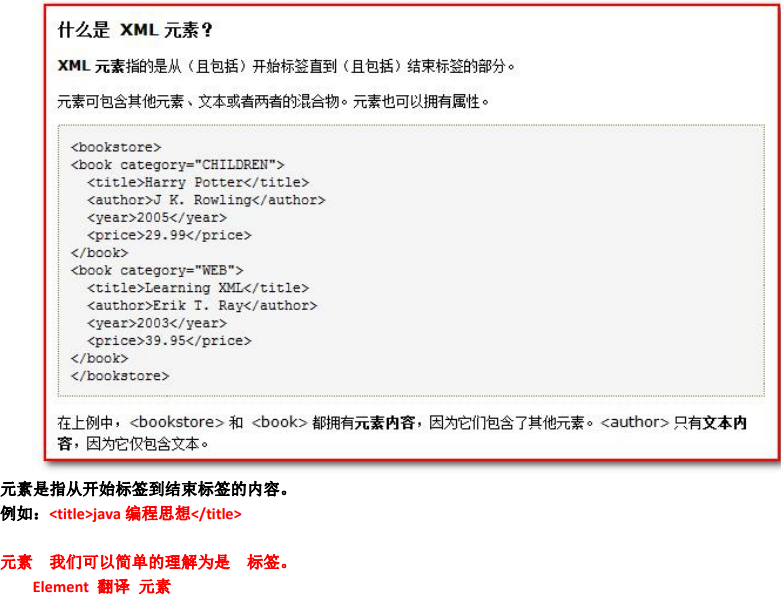 什么是 XML 元素？
XML 元素指的是从（且包括）开始标签直到（且包括）结束标签的部分。
元素可包含其他元素、文本或者两者的混合物。元素也可以拥有属性。
<bookstore>
<book category="CHILDREN">
  <title>Harry Potter</title>
  <author>J K. Rowling</author>
  <year>2005</year>
  <price>29.99</price>
</book>
<book category="WEB">
  <title>Learning XML</title>
  <author>Erik T. Ray</author>
  <year>2003</year>
  <price>39.95</price>
</book>
</bookstore>
在上例中，<bookstore> 和 <book> 都拥有元素内容，因为它们包含了其他元素。<author> 只有文本内
容，因为它仅包含文本。
元素是指从开始标签到结束标签的内容。
例如：<title>java 编程思想</title>
元素 我们可以简单的理解为是 标签。
Element 翻译 元素